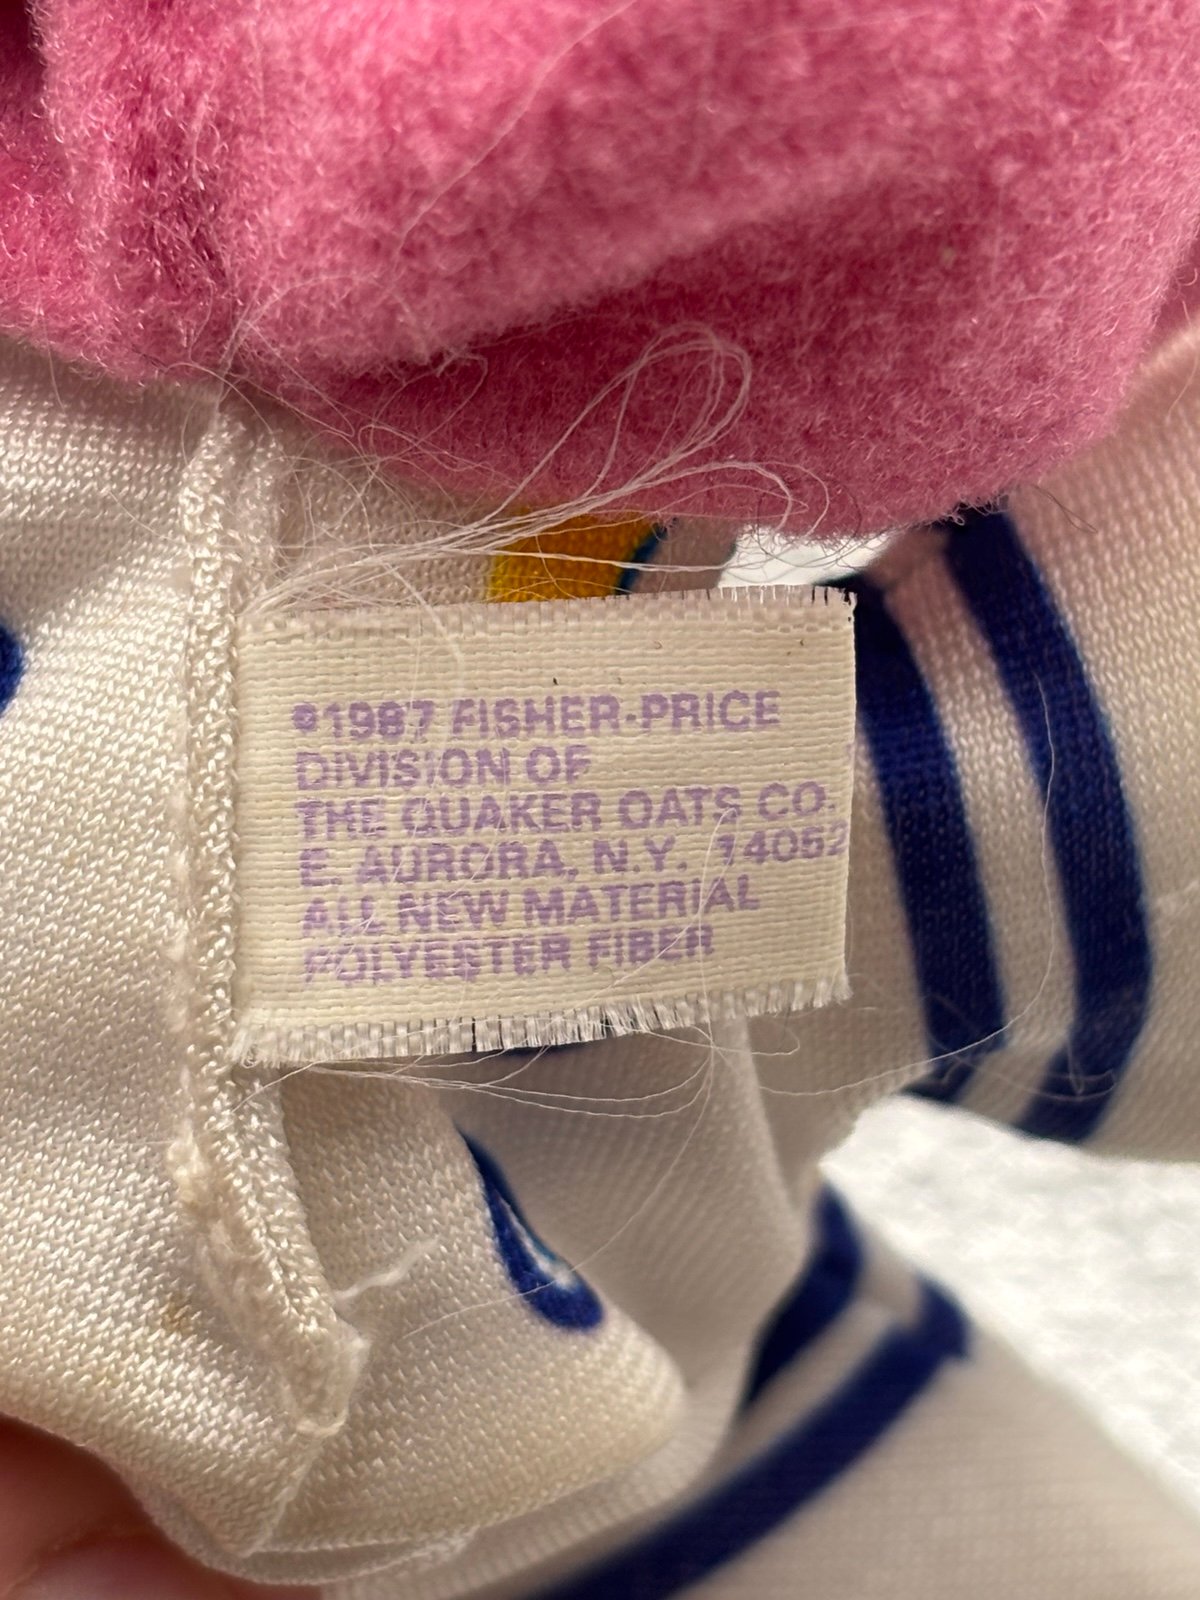 ©1987 FISHER-PRICE
DIVISION OF
THE QUAKER OATS CO.
E. AURORA, N.Y. 14052
ALL NEW MATERIAL
POLYESTER FIBER